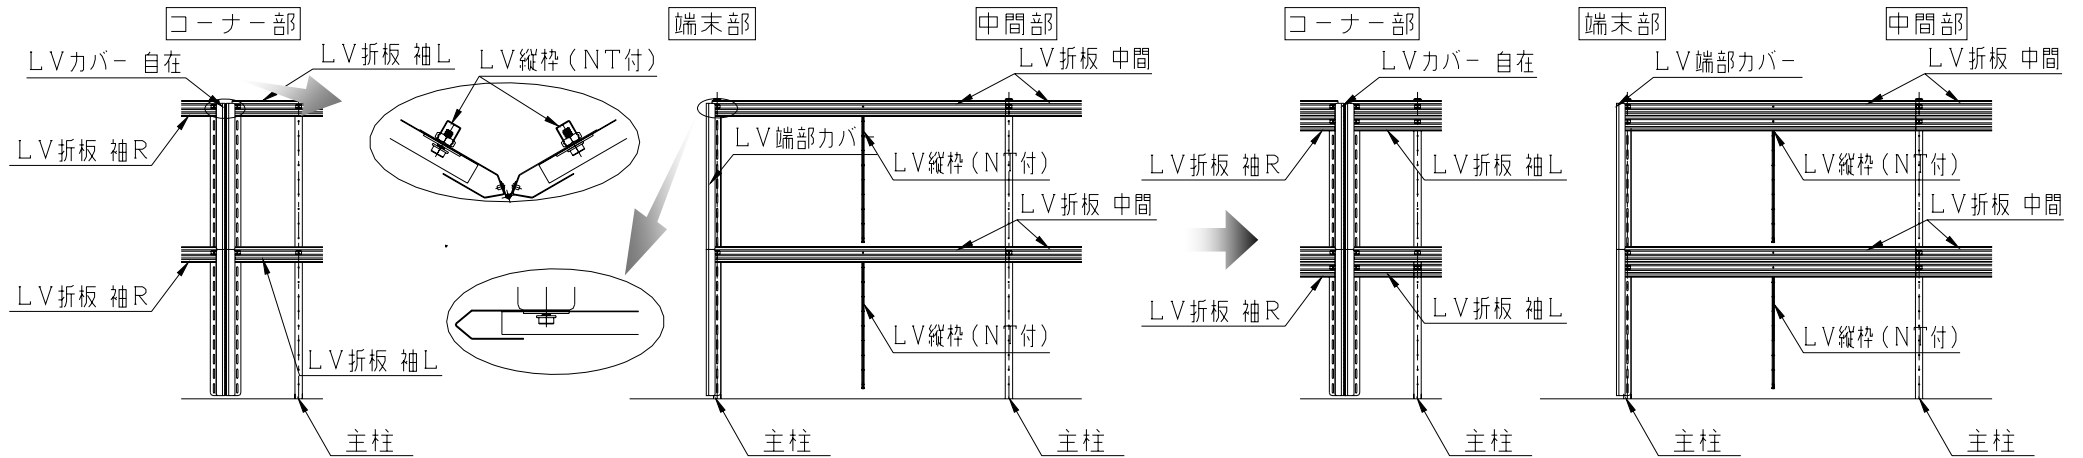 コーナー部
端末部
中間部
コーナー部
端末部
中間部
LVカバー 自在
LV折板 袖L
LV縦枠(NT付)
LV折板 中間
LVカバー 自在
LV端部カバー
LV折板 中間
LV折板 袖R
LV端部カバー
LV縦枠(NT付)
LV折板 袖R
LV折板 袖L
LV縦枠(NT付)
LV折板 中間
LV折板 中間
LV折板 袖R
LV折板 袖L
LV縦枠(NT付)
LV折板 袖R
LV折板 袖L
LV縦枠(NT付)
主柱
主柱
主柱
主柱
主柱
主柱